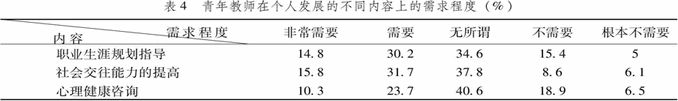 表4 青年教师在个人发展的不同内容上的需求程度（%）
需求程度 非常需要 需要 无所谓 不需要 根本不需要
内容
职业生涯规划指导 14.8 30.2 34.6 15.4 5
社会交往能力的提高 15.8 31.7 37.8 8.6 6.1
心理健康咨询 10.3 23.7 40.6 18.9 6.5